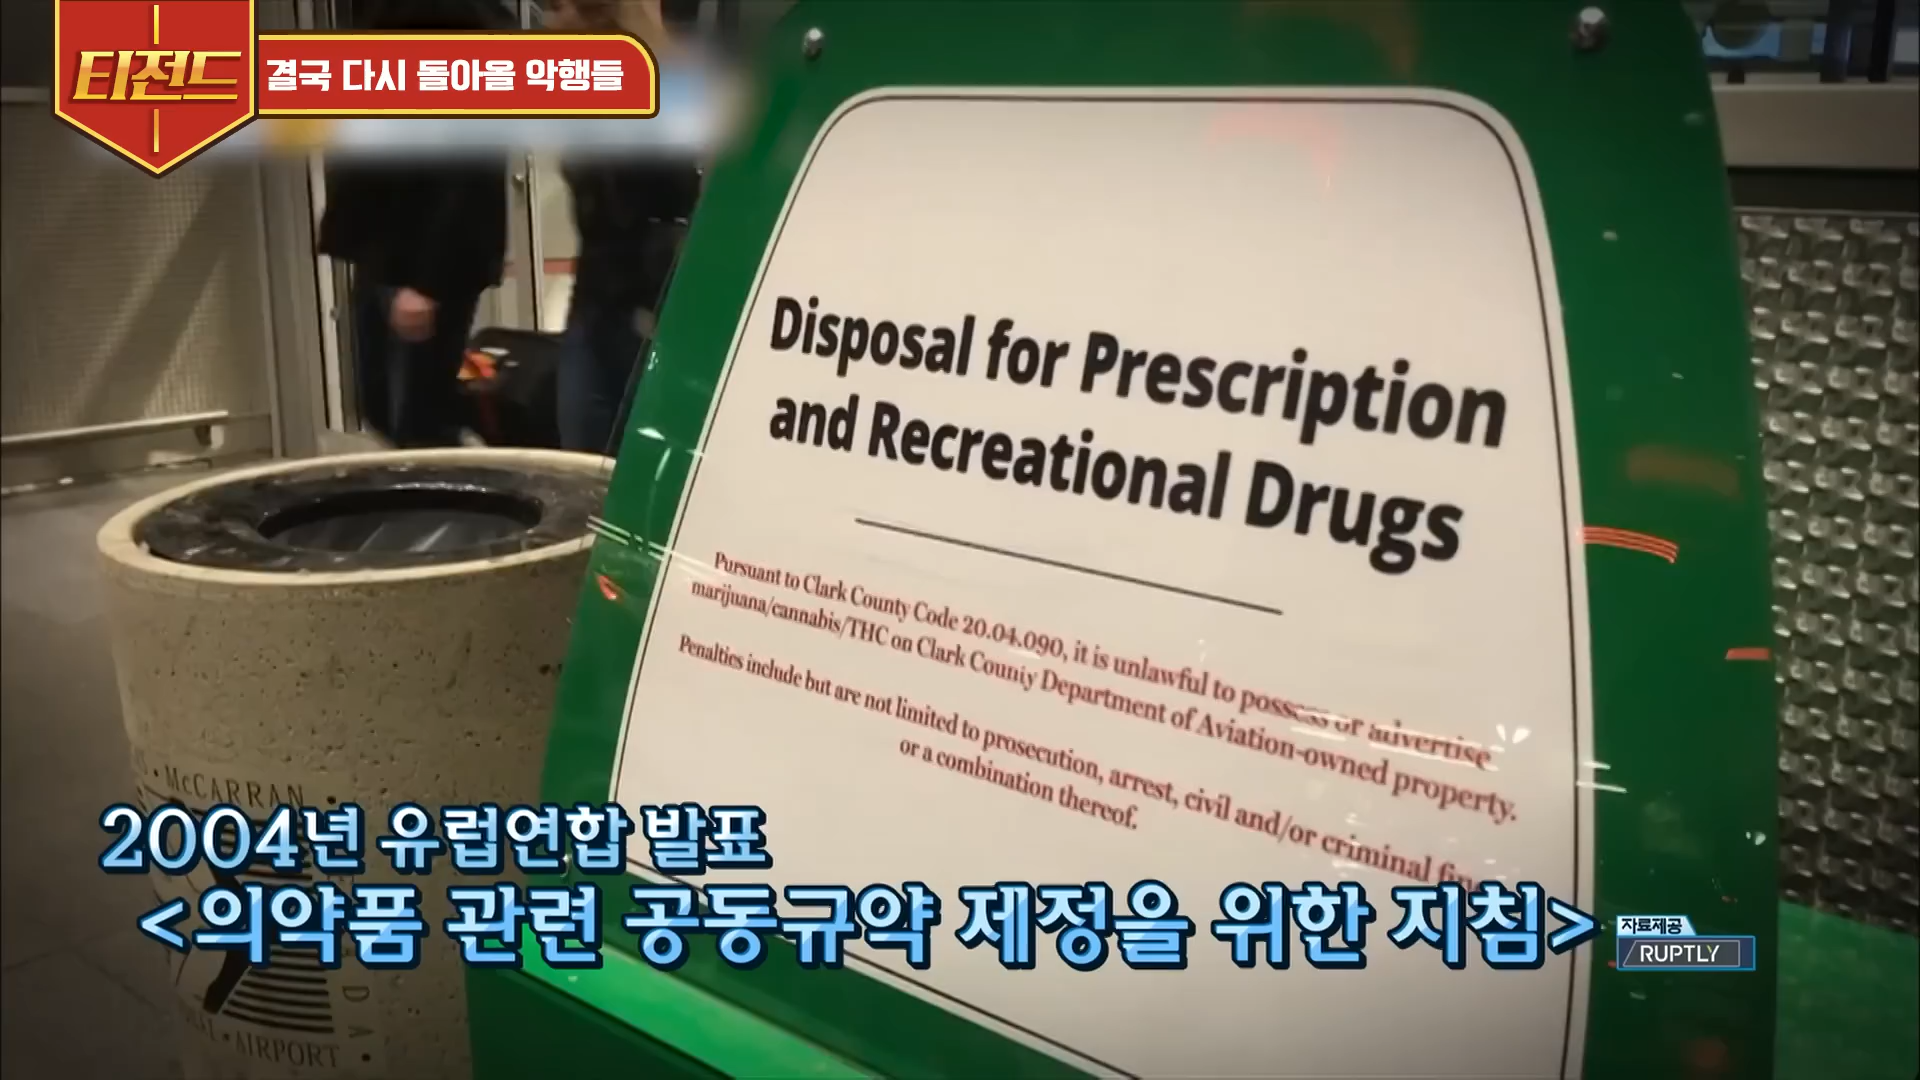 티전드
결국 다시 돌아올 악행들
Disposal for Prescription
and Recreational Drugs
Pursuant to Clark County Code 20.04.090, it is unlawful to possess or advertise
marijuana/cannabis/THC on Clark County Department of Aviation-owned property.
Penalties include but are not limited to prosecution, arrest, civil and/or criminal
or a combination thereof.
McCARRAN
DA
AIRPORT
2004년 유럽연합 발표
<의약품 관련 공동규약 제정을 위한 지침>
자료제공
RUPTLY